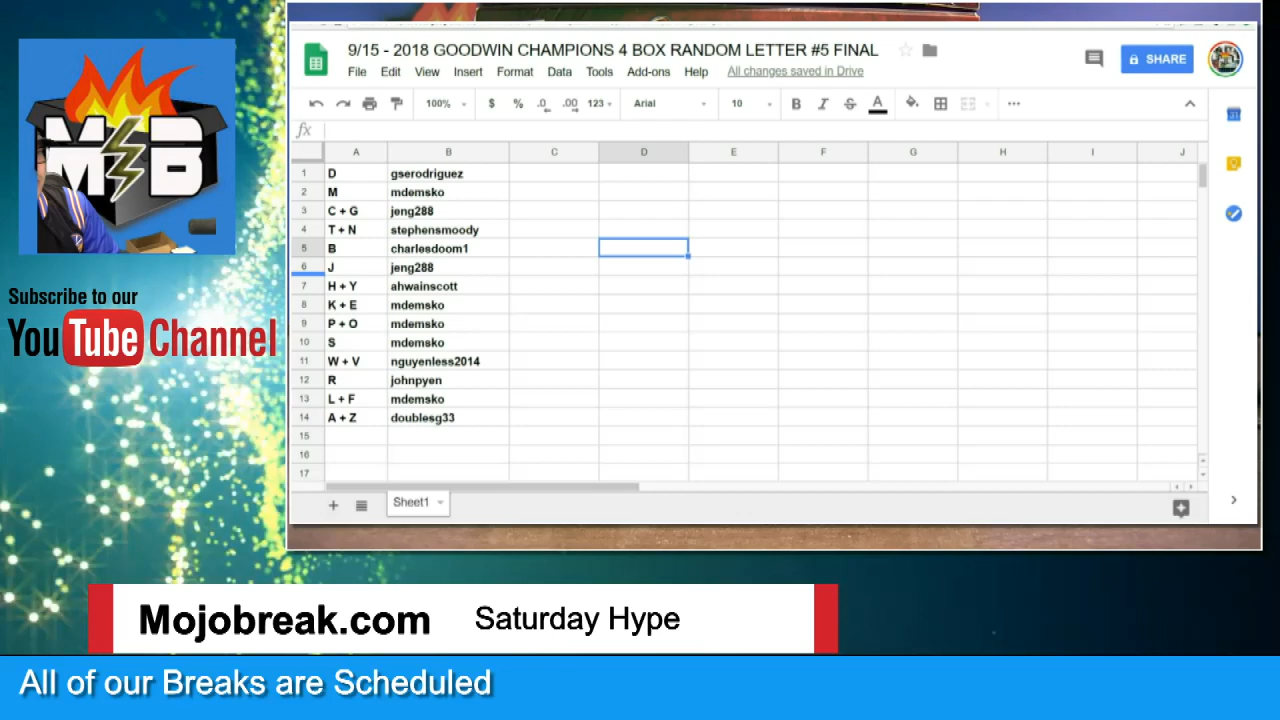 9/15 - 2018 GOODWIN CHAMPIONS 4 BOX RANDOM LETTER #5 FINAL
File Edit View Insert Format Data Tools Add-ons Help All changes saved in Drive
SHARE
100% $ % .0 .00 123 Arial 10 B I S A
fx
A B C D E F G H I J
1 D gserodriguez
2 M mdemsko
3 C + G jeng288
4 T + N stephensmoody
5 B charlesdoom1
6 J jeng288
7 H + Y ahwainscott
8 K + E mdemsko
9 P + O mdemsko
10 S mdemsko
11 W + V nguyenless2014
12 R johnpyen
13 L + F mdemsko
14 A + Z doublesg33
15
16
17
Sheet1
M B
Subscribe to our
YouTube Channel
Mojobreak.com Saturday Hype
All of our Breaks are Scheduled